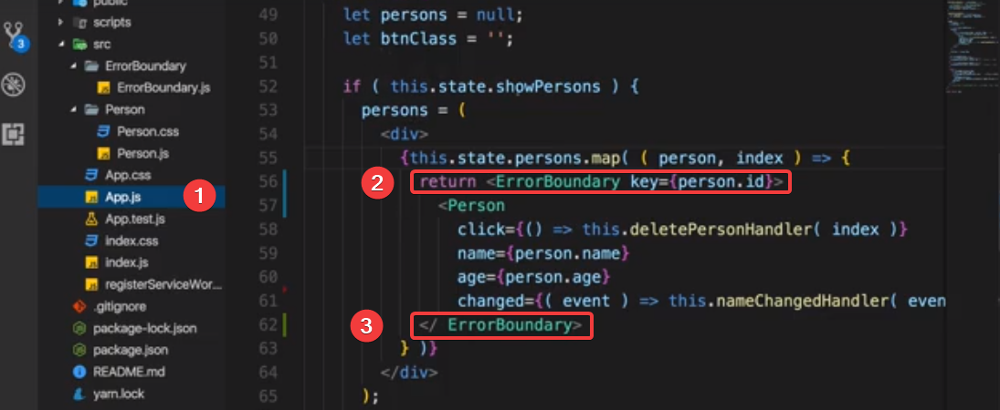 public
scripts
src
ErrorBoundary
ErrorBoundary.js
Person
Person.css
Person.js
App.css
App.js
App.test.js
index.css
index.js
registerServiceWor...
.gitignore
package-lock.json
package.json
README.md
yarn.lock
3
1
2
3
49 let persons = null;
50 let btnClass = '';
51
52 if ( this.state.showPersons ) {
53 persons = (
54 <div>
55 {this.state.persons.map( ( person, index ) => {
56 return <ErrorBoundary key={person.id}>
57 <Person
58 click={() => this.deletePersonHandler( index )}
59 name={person.name}
60 age={person.age}
61 changed={( event ) => this.nameChangedHandler( even
62 </ ErrorBoundary>
63 } )}
64 </div>
65 );